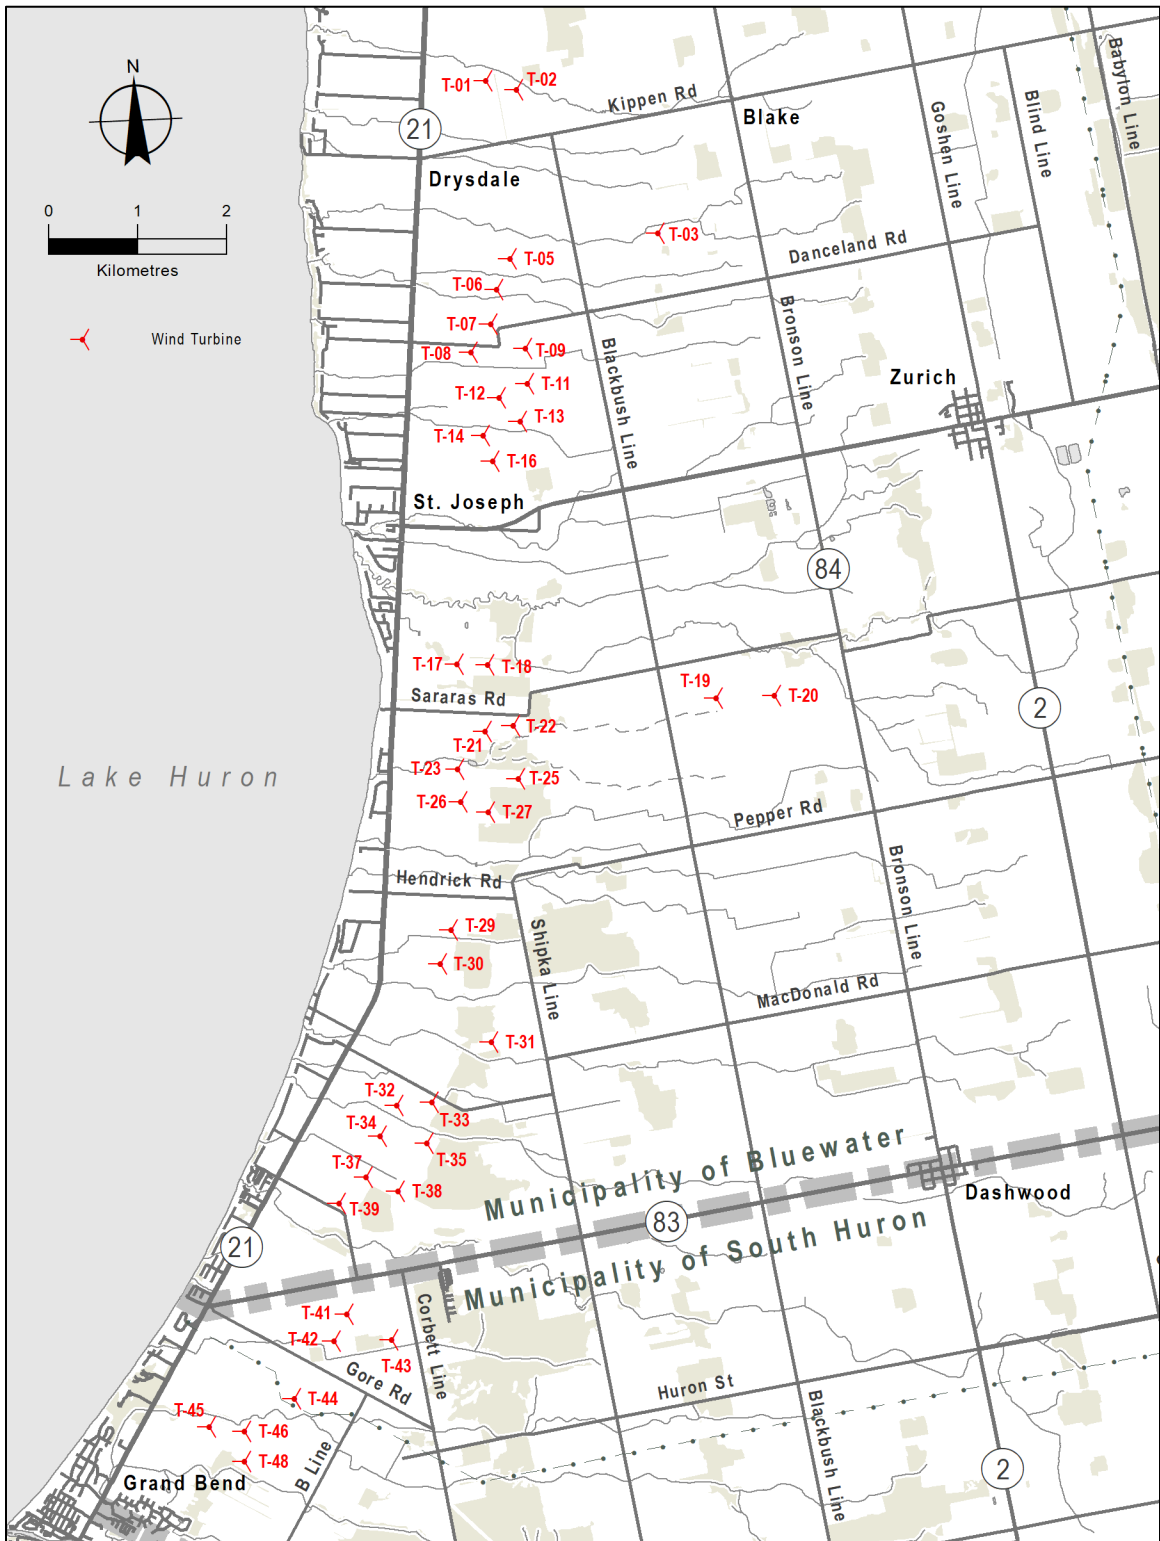 N
0 1 2
Kilometres
Wind Turbine
T-01
T-02
Kippen Rd
Blake
21
Drysdale
Goshen Line
Blind Line
Babylon Line
T-03
Danceland Rd
T-05
T-06
T-07
T-08
T-09
T-11
T-12
T-13
T-14
T-16
Blackbush Line
Bronson Line
Zurich
St. Joseph
84
T-17
T-18
Sararas Rd
T-19
T-20
2
T-21
T-22
T-23
T-25
T-26
T-27
Lake Huron
Pepper Rd
Hendrick Rd
Bronson Line
T-29
T-30
Shipka Line
MacDonald Rd
T-31
T-32
T-33
T-34
T-35
T-37
T-38
T-39
Municipality of Bluewater
83
Dashwood
Municipality of South Huron
21
T-41
T-42
T-43
Corbett Line
Gore Rd
T-44
Huron St
T-45
T-46
T-48
B Line
Blackbush Line
2
Grand Bend